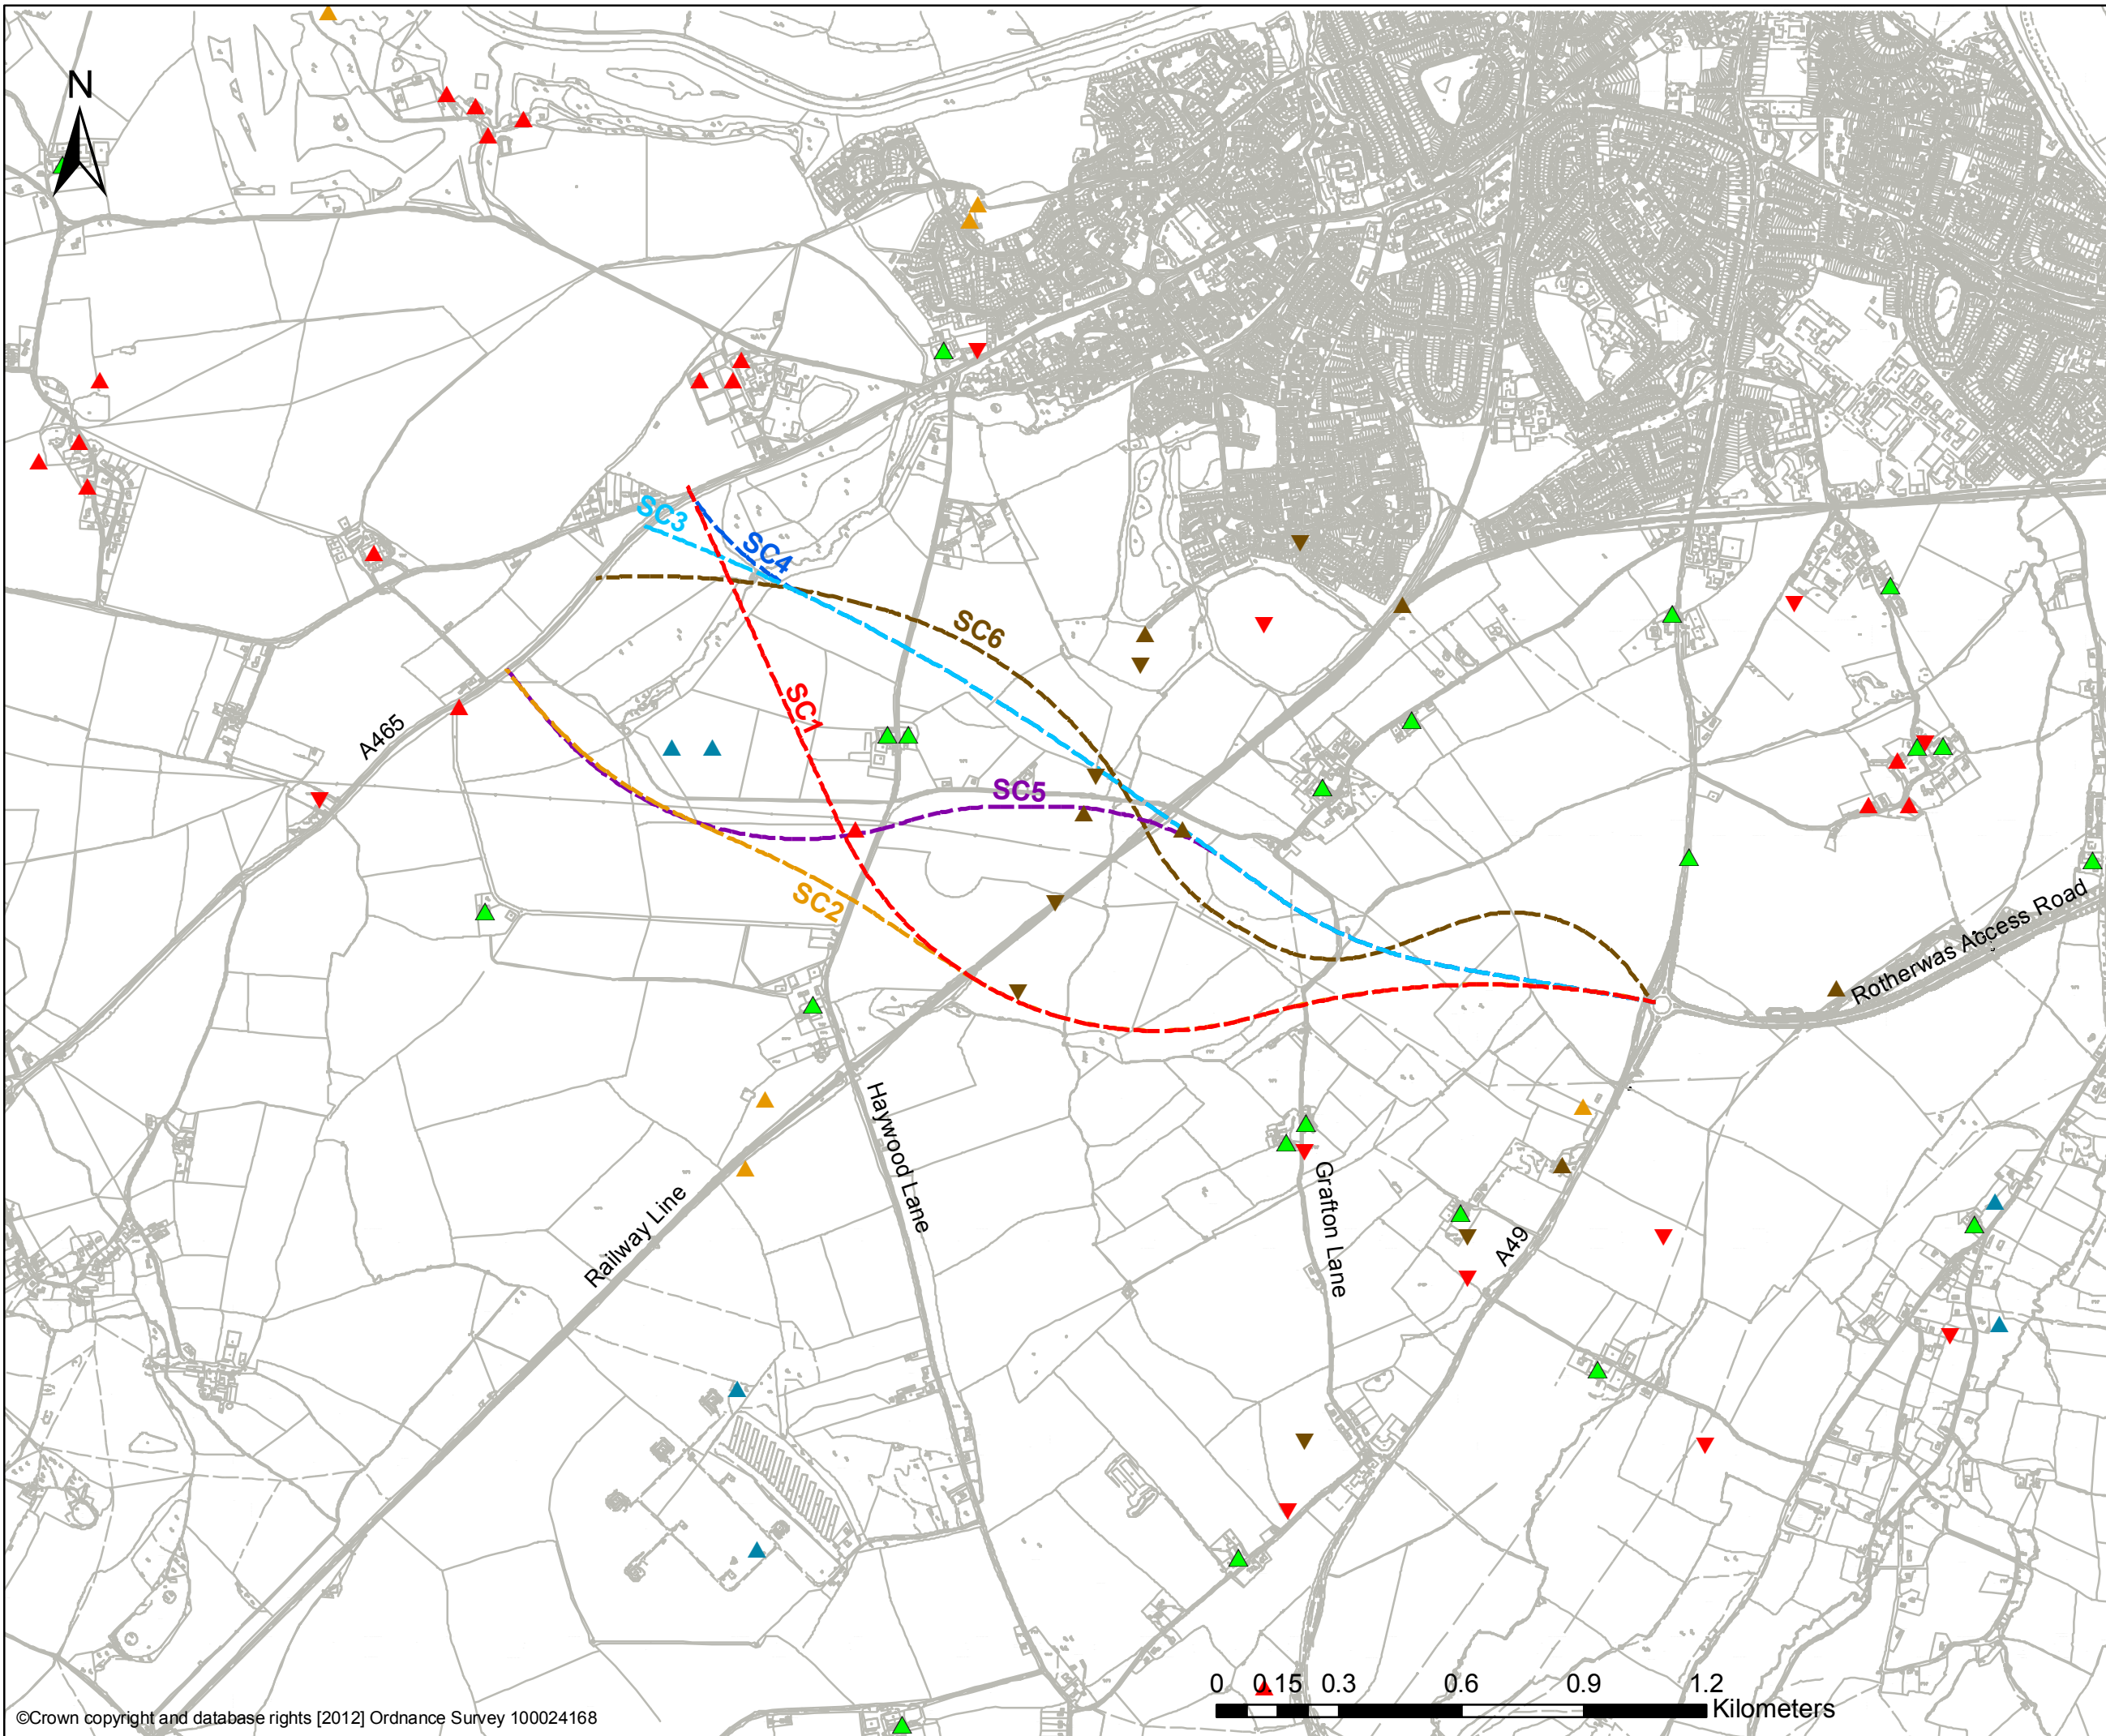 N
SC3
SC4
SC6
SC1
A465
SC5
SC2
Rotherwas Access Road
Haywood Lane
Grafton Lane
Railway Line
A49
0 0.15 0.3 0.6 0.9 1.2
Kilometers
©Crown copyright and database rights [2012] Ordnance Survey 100024168